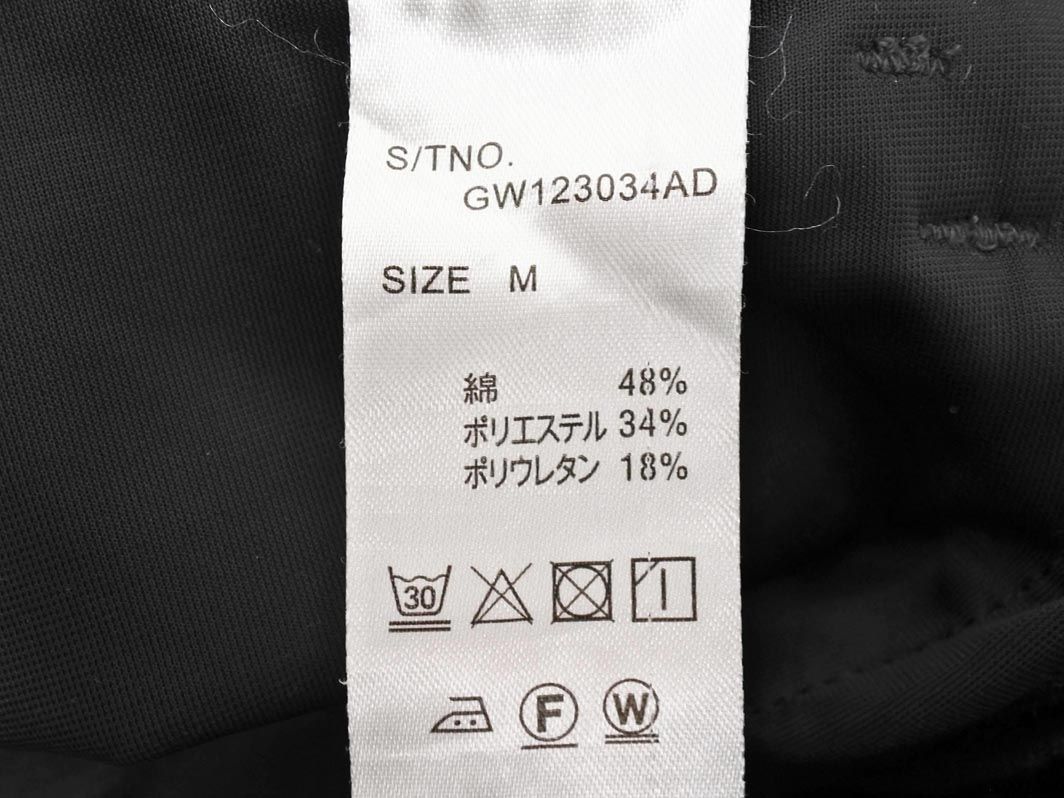 S/TNO.
GW123034AD
SIZE M
綿 48%
ポリエステル 34%
ポリウレタン 18%
30
F W